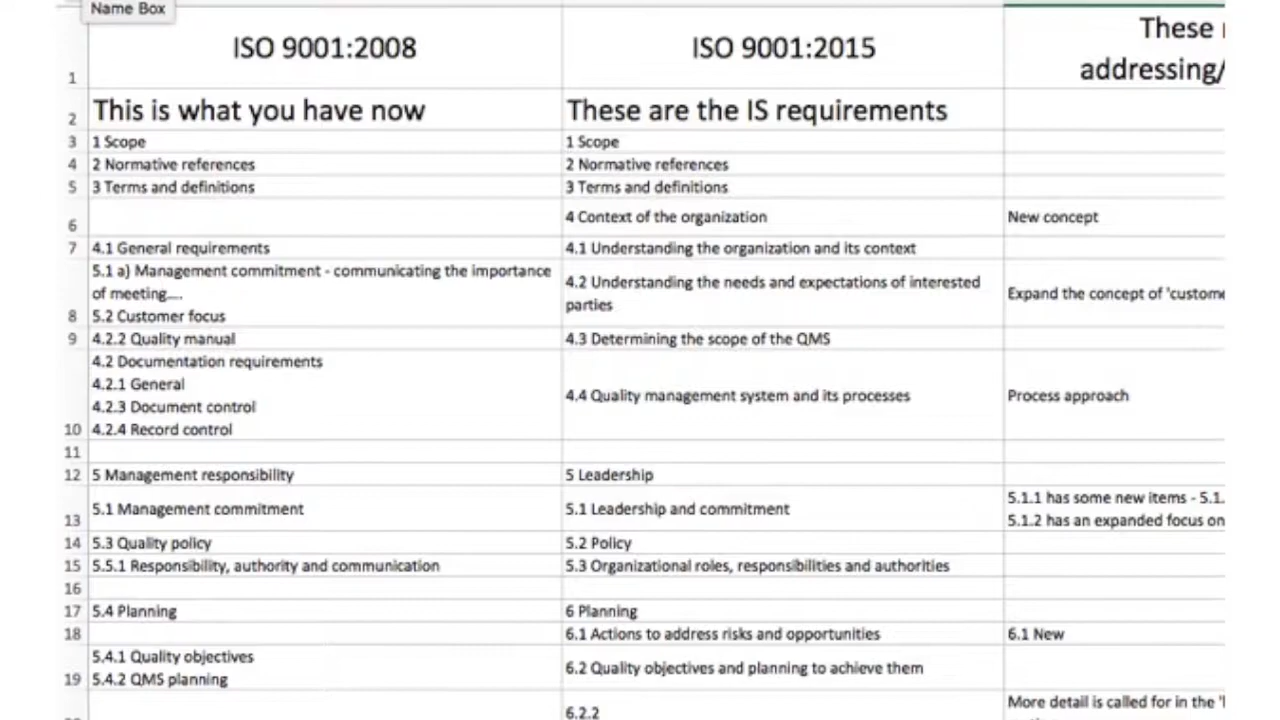 Name Box
ISO 9001:2008 ISO 9001:2015 These
addressing/
1
2 This is what you have now These are the IS requirements
3 1 Scope 1 Scope
4 2 Normative references 2 Normative references
5 3 Terms and definitions 3 Terms and definitions
6 4 Context of the organization New concept
7 4.1 General requirements 4.1 Understanding the organization and its context
5.1 a) Management commitment - communicating the importance
of meeting....
8 5.2 Customer focus
4.2 Understanding the needs and expectations of interested
parties
Expand the concept of
9 4.2.2 Quality manual 4.3 Determining the scope of the QMS
4.2 Documentation requirements
4.2.1 General
4.2.3 Document control
10 4.2.4 Record control
4.4 Quality management system and its processes Process approach
11
12 5 Management responsibility 5 Leadership
13 5.1 Management commitment 5.1 Leadership and commitment
5.1.1 has some new items - 5.1.
5.1.2 has an expanded focus on
14 5.3 Quality policy 5.2 Policy
15 5.5.1 Responsibility, authority and communication 5.3 Organizational roles, responsibilities and authorities
16
17 5.4 Planning 6 Planning
18 6.1 Actions to address risks and opportunities 6.1 New
5.4.1 Quality objectives
19 5.4.2 QMS planning
6.2 Quality objectives and planning to achieve them
6.2.2
More detail is called for in the